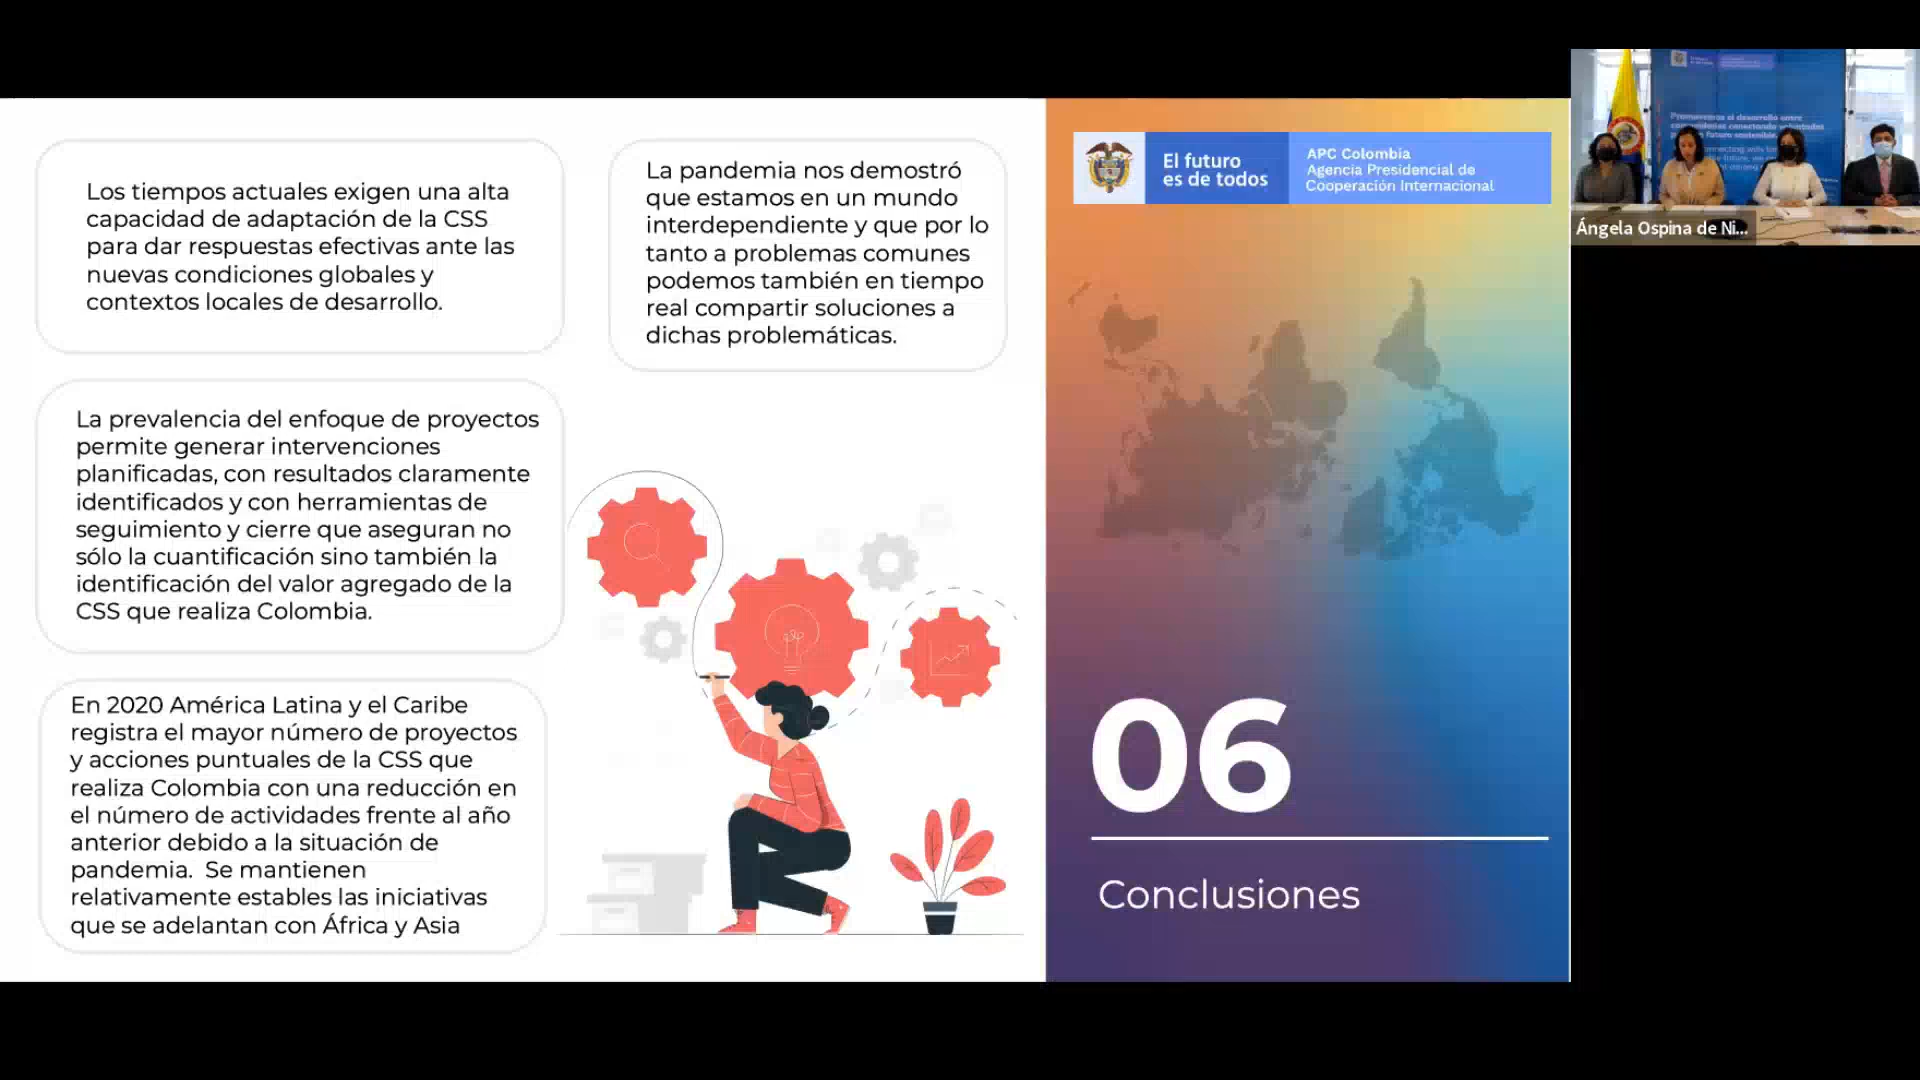 Los tiempos actuales exigen una alta
capacidad de adaptación de la CSS
para dar respuestas efectivas ante las
nuevas condiciones globales y
contextos locales de desarrollo.
La prevalencia del enfoque de proyectos
permite generar intervenciones
planificadas, con resultados claramente
identificados y con herramientas de
seguimiento y cierre que aseguran no
sólo la cuantificación sino también la
identificación del valor agregado de la
CSS que realiza Colombia.
En 2020 América Latina y el Caribe
registra el mayor número de proyectos
y acciones puntuales de la CSS que
realiza Colombia con una reducción en
el número de actividades frente al año
anterior debido a la situación de
pandemia. Se mantienen
relativamente estables las iniciativas
que se adelantan con África y Asia
La pandemia nos demostró
que estamos en un mundo
interdependiente y que por lo
tanto a problemas comunes
podemos también en tiempo
real compartir soluciones a
dichas problemáticas.
El futuro
es de todos
APC Colombia
Agencia Presidencial de
Cooperación Internacional
06
Conclusiones
Promovemos el desarrollo entre
Ángela Ospina de Ni...